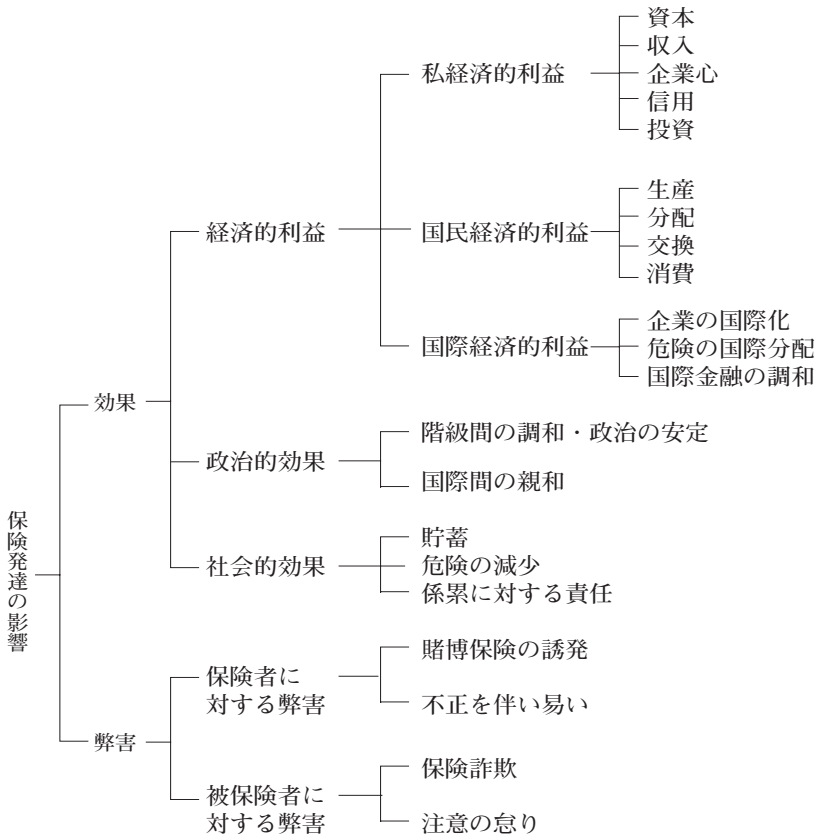 保険発達の影響
効果
経済的利益
私経済的利益
資本
収入
企業心
信用
投資
国民経済的利益
生産
分配
交換
消費
国際経済的利益
企業の国際化
危険の国際分配
国際金融の調和
政治的効果
階級間の調和・政治の安定
国際間の親和
社会的効果
貯蓄
危険の減少
係累に対する責任
弊害
保険者に
対する弊害
賭博保険の誘発
不正を伴い易い
被保険者に
対する弊害
保険詐欺
注意の怠り